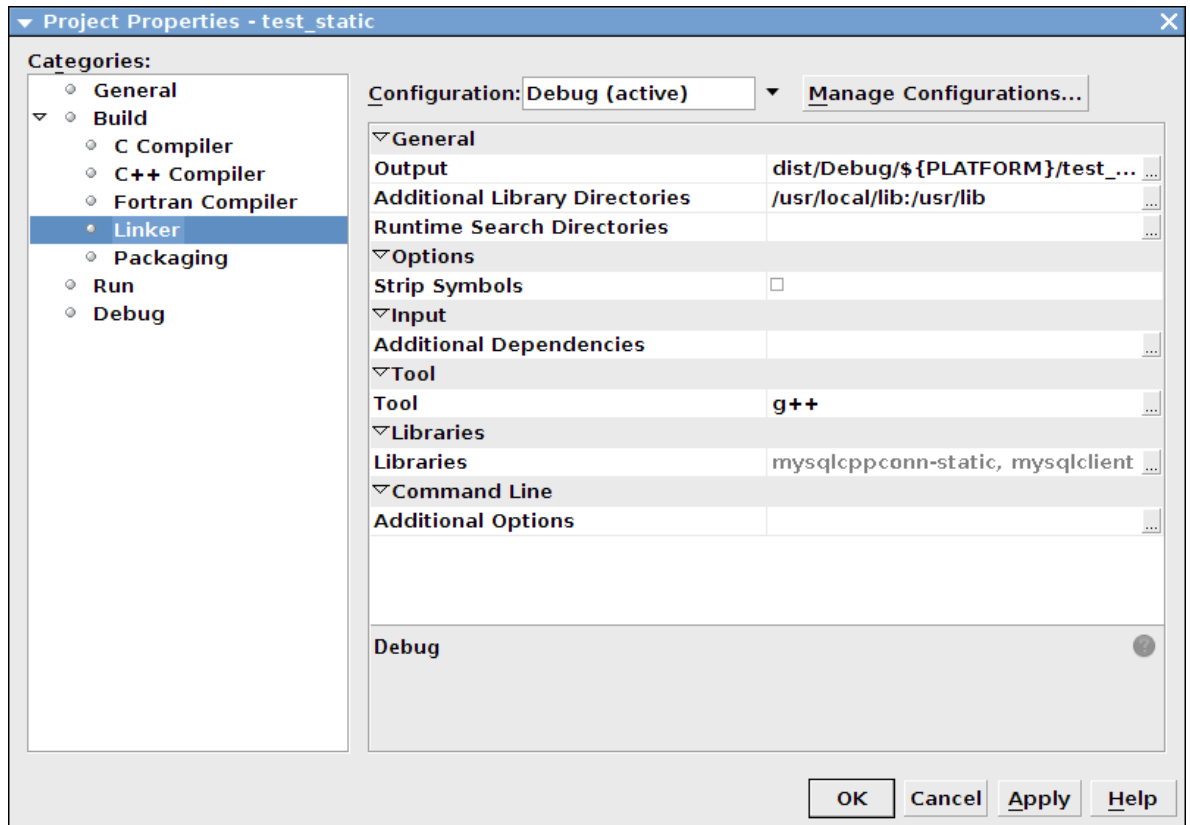 Project Properties - test_static
Categories:
General
Build
C Compiler
C++ Compiler
Fortran Compiler
Linker
Packaging
Run
Debug
Configuration: Debug (active) Manage Configurations...
General
Output dist/Debug/${PLATFORM}/test_... ...
Additional Library Directories /usr/local/lib:/usr/lib ...
Runtime Search Directories ...
Options
Strip Symbols
Input
Additional Dependencies ...
Tool
Tool g++ ...
Libraries
Libraries mysqlcppconn-static, mysqlclient ...
Command Line
Additional Options ...
Debug ?
OK Cancel Apply Help